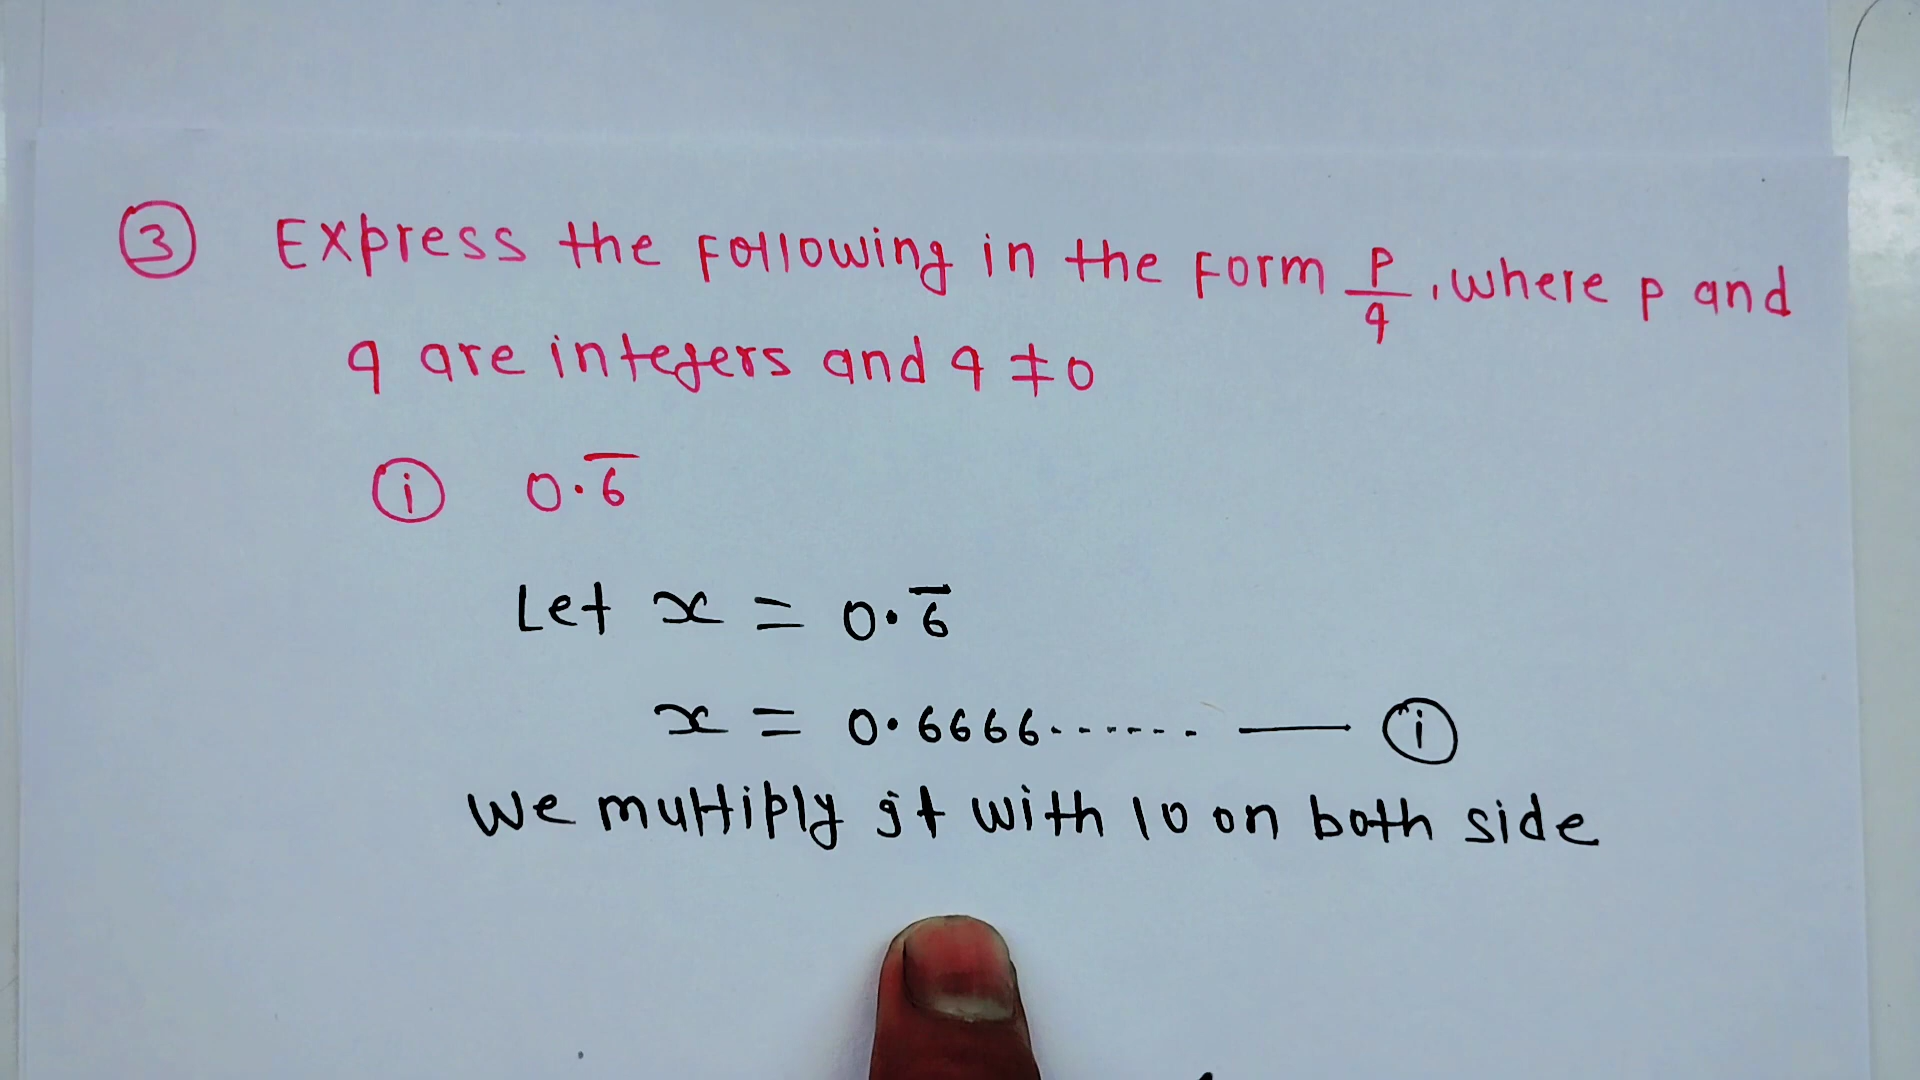 ③ Express the Following in the Form p/q, where p and
q are integers and q ≠ 0
ⓘ 0.6̅
Let x = 0.6̅
x = 0.6666....... — ⓘ
We multiply it with 10 on both side